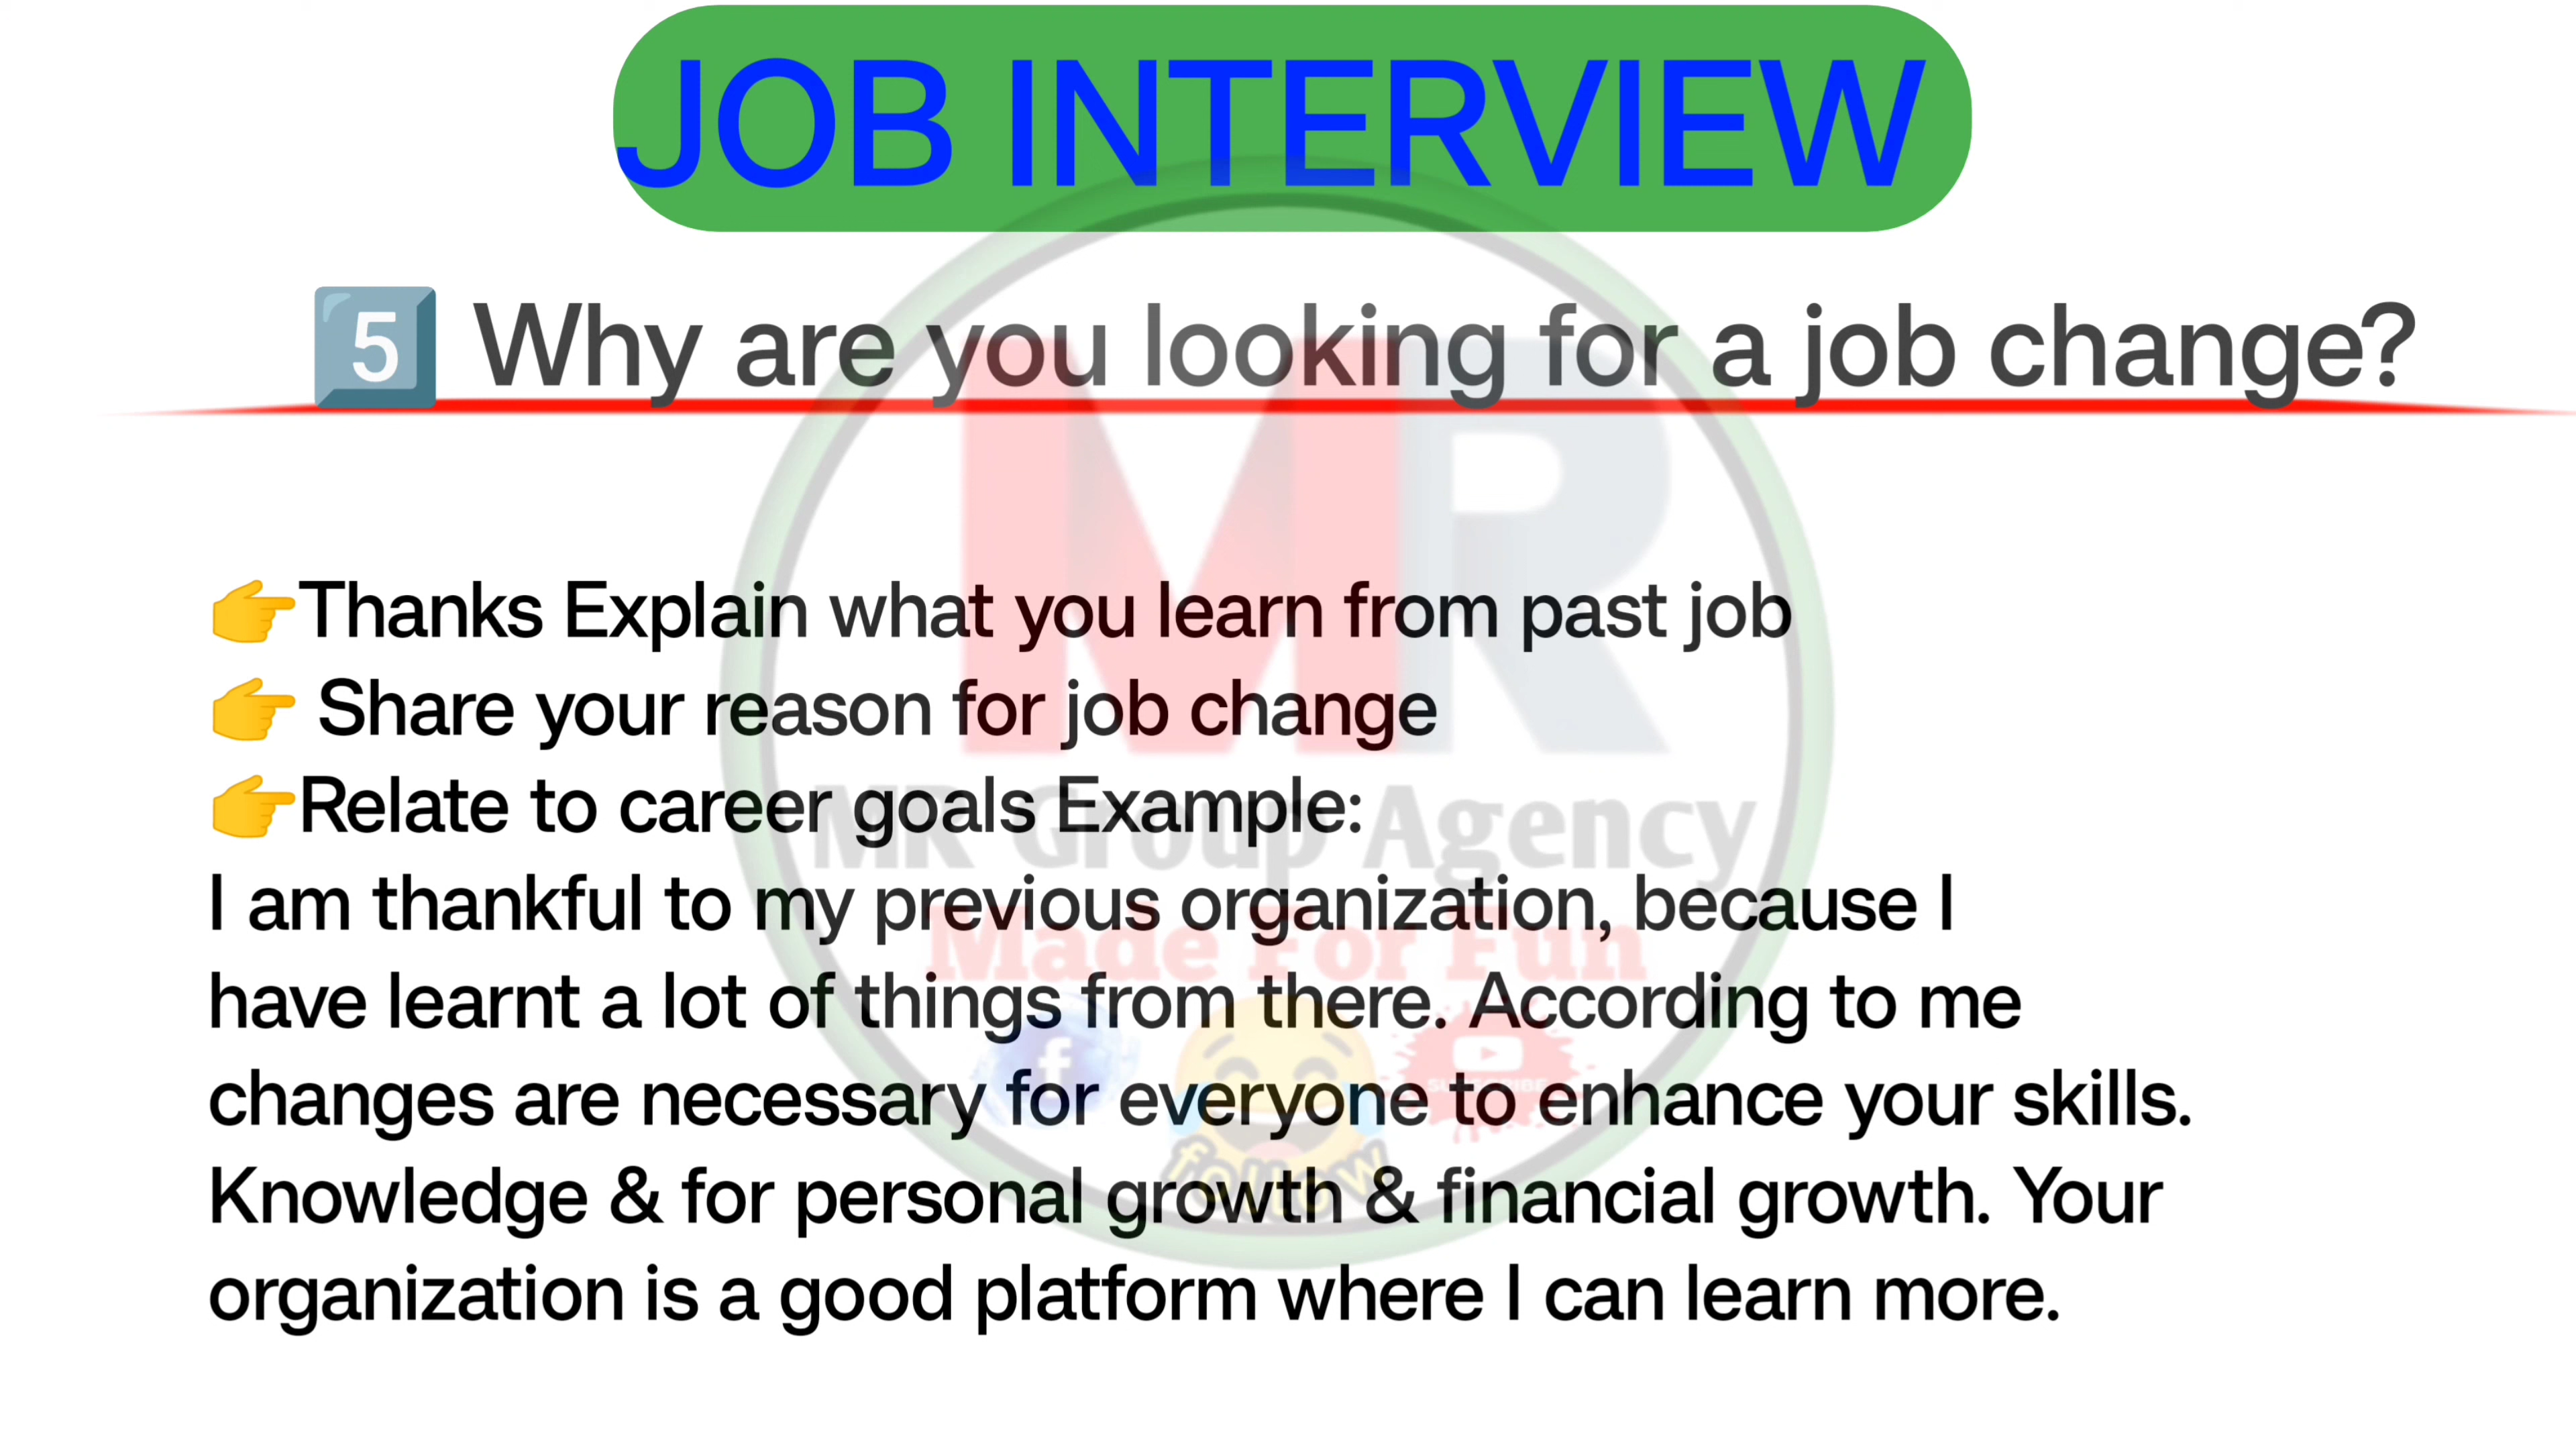 JOB INTERVIEW
5 Why are you looking for a job change?
👉Thanks Explain what you learn from past job
👉 Share your reason for job change
👉Relate to career goals Example:
I am thankful to my previous organization, because I
have learnt a lot of things from there. According to me
changes are necessary for everyone to enhance your skills.
Knowledge & for personal growth & financial growth. Your
organization is a good platform where I can learn more.
MR
MR Group Agency
Made For Fun
f
SUBSCRIBE
follow